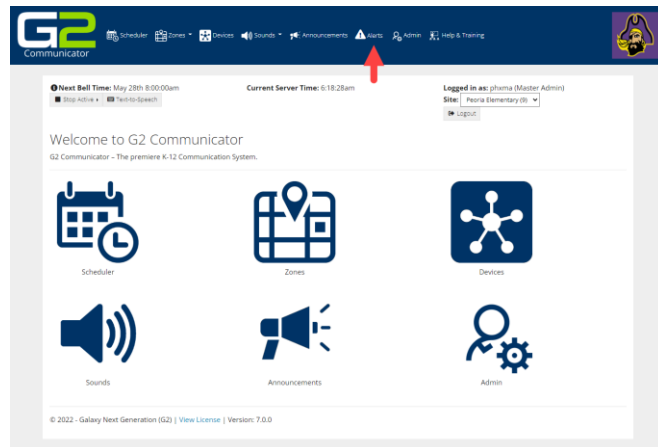 G2
Communicator
Scheduler Zones Devices Sounds Announcements Alerts Admin Help & Training
Next Bell Time: May 28th 8:00:00am Current Server Time: 6:18:28am Logged in as: phxma (Master Admin)
Stop Active Text-to-Speech Site: Peoria Elementary (9)
Logout
Welcome to G2 Communicator
G2 Communicator – The premiere K-12 Communication System.
Scheduler Zones Devices
Sounds Announcements Admin
© 2022 - Galaxy Next Generation (G2) | View License | Version: 7.0.0